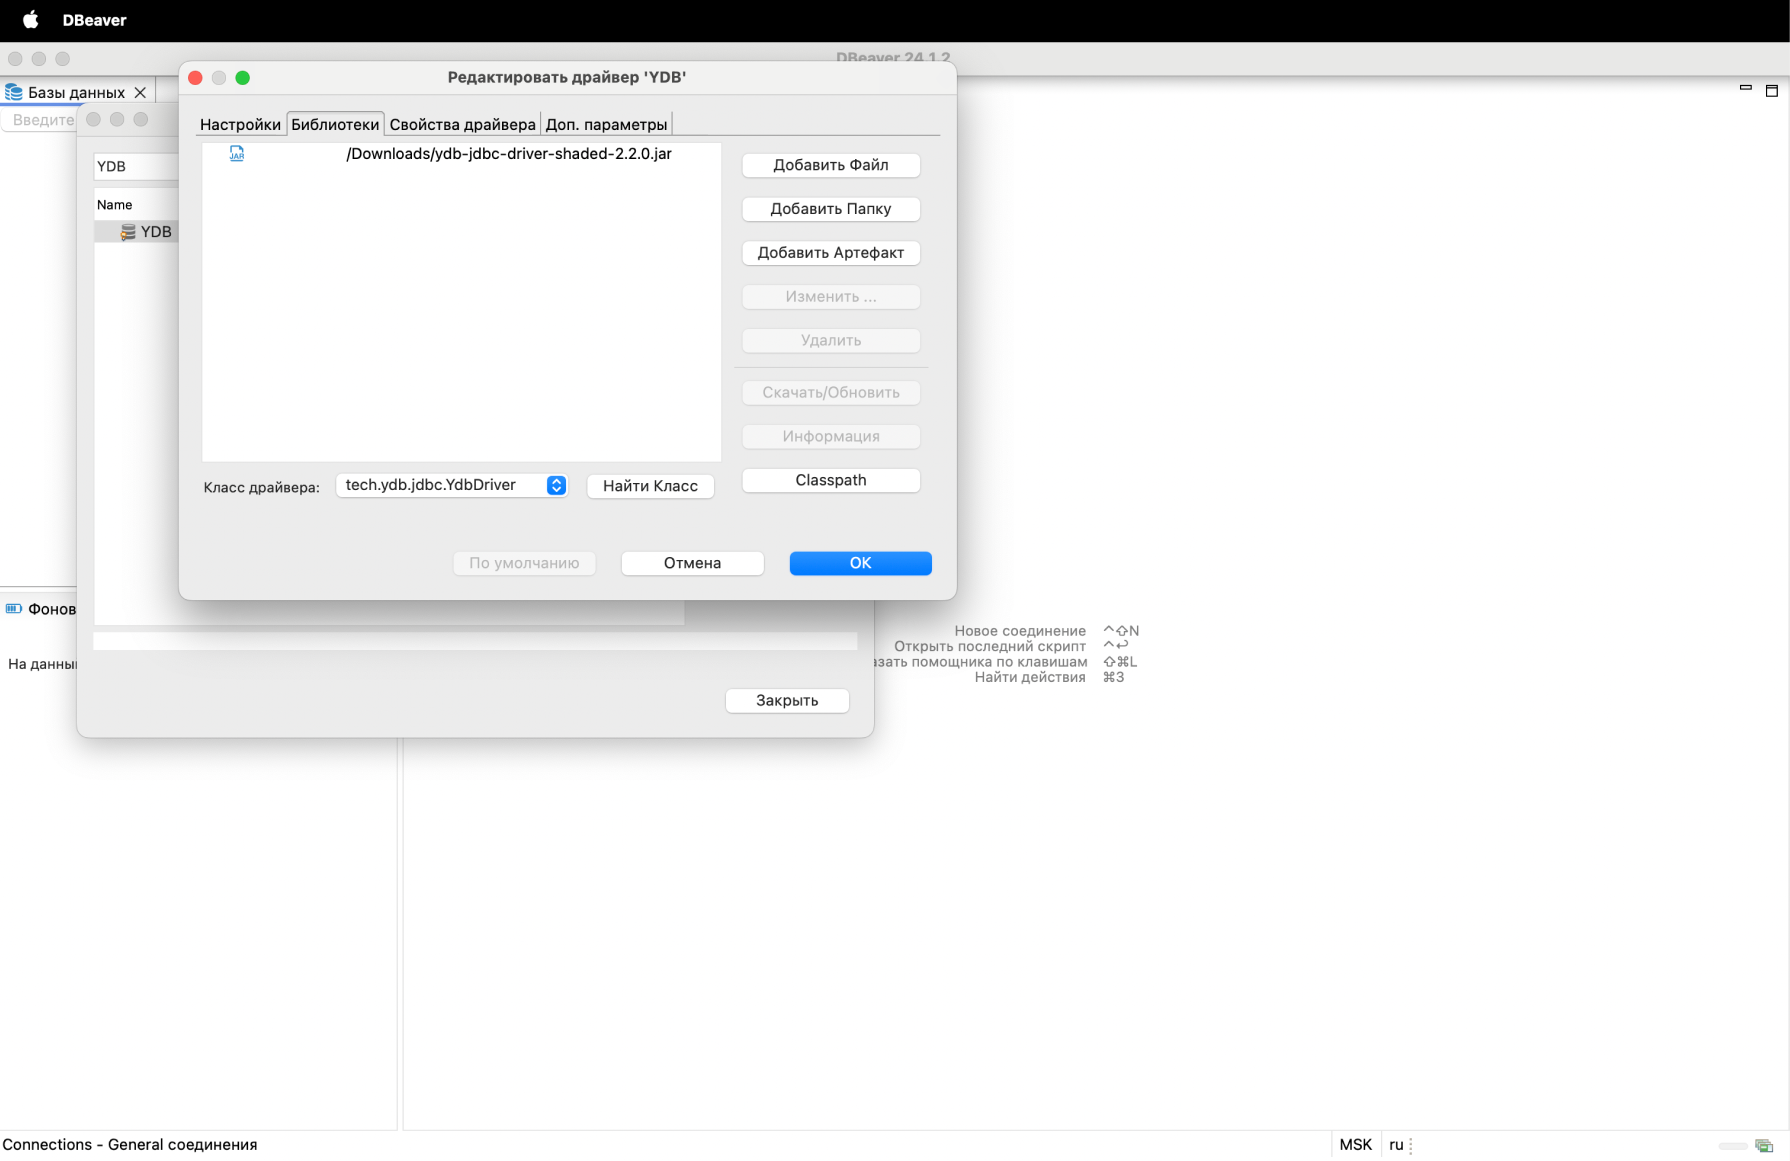 DBeaver
DBeaver 24.1.2
Базы данных
Введите
Редактировать драйвер 'YDB'
Настройки
Библиотеки
Свойства драйвера
Доп. параметры
JAR
/Downloads/ydb-jdbc-driver-shaded-2.2.0.jar
Добавить Файл
Добавить Папку
Добавить Артефакт
Изменить ...
Удалить
Скачать/Обновить
Информация
Classpath
Класс драйвера:
tech.ydb.jdbc.YdbDriver
Найти Класс
По умолчанию
Отмена
ОК
YDB
Name
YDB
Закрыть
Фонов
На данны
Новое соединение ^⇧N
Открыть последний скрипт ^↩
азать помощника по клавишам ⇧⌘L
Найти действия ⌘3
Connections - General соединения
MSK
ru